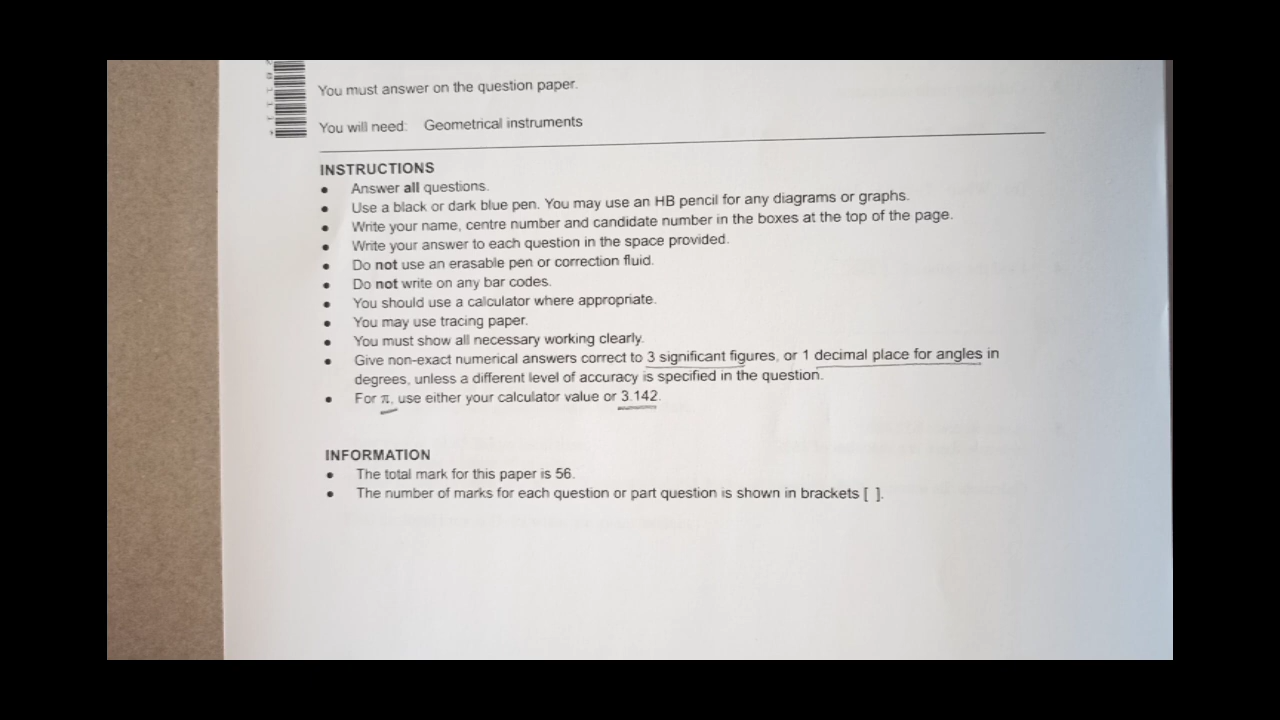 You must answer on the question paper.
You will need: Geometrical instruments
INSTRUCTIONS
• Answer all questions.
• Use a black or dark blue pen. You may use an HB pencil for any diagrams or graphs.
• Write your name, centre number and candidate number in the boxes at the top of the page.
• Write your answer to each question in the space provided.
• Do not use an erasable pen or correction fluid.
• Do not write on any bar codes.
• You should use a calculator where appropriate.
• You may use tracing paper.
• You must show all necessary working clearly.
• Give non-exact numerical answers correct to 3 significant figures, or 1 decimal place for angles in
degrees, unless a different level of accuracy is specified in the question.
• For π, use either your calculator value or 3.142.
INFORMATION
• The total mark for this paper is 56.
• The number of marks for each question or part question is shown in brackets [ ].